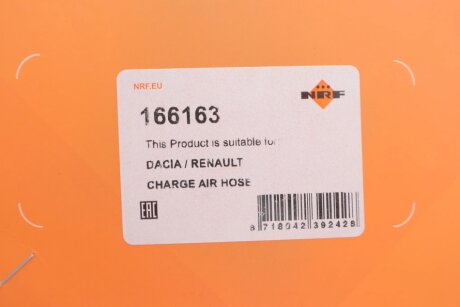 NRF.EU
NRF
166163
This Product is suitable for
DACIA / RENAULT
CHARGE AIR HOSE
EAC
8 718042 392428